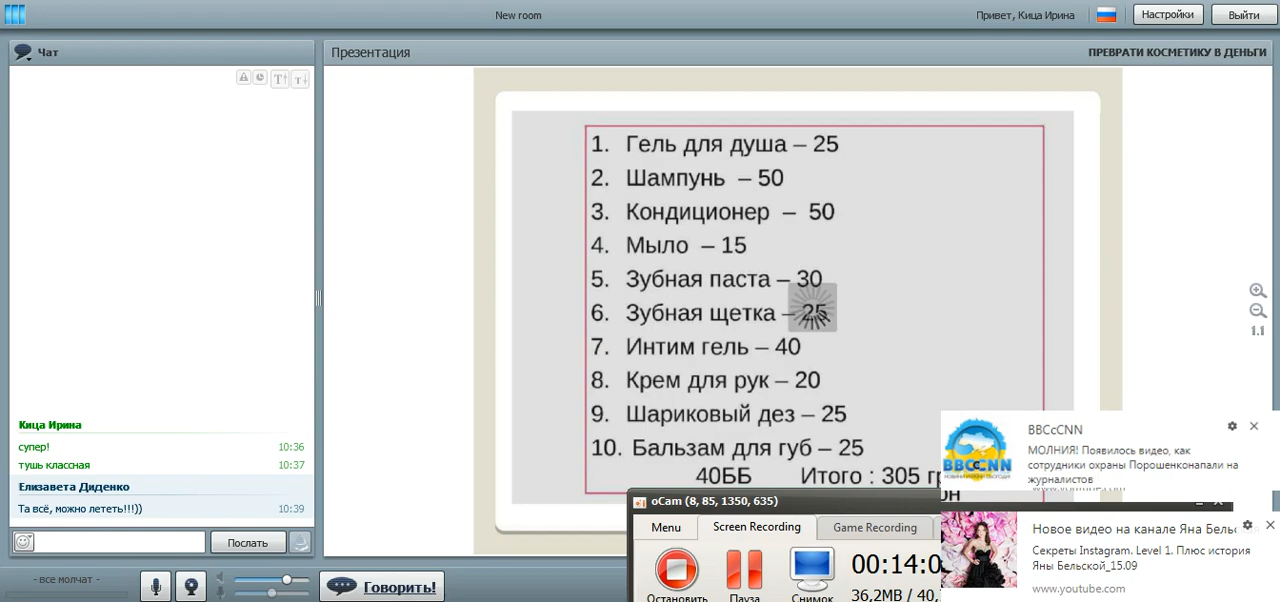 New room
Привет, Кица Ирина
Настройки
Выйти
Чат
Презентация
ПРЕВРАТИ КОСМЕТИКУ В ДЕНЬГИ
1. Гель для душа – 25
2. Шампунь – 50
3. Кондиционер – 50
4. Мыло – 15
5. Зубная паста – 30
6. Зубная щетка – 25
7. Интим гель – 40
8. Крем для рук – 20
9. Шариковый дез – 25
10. Бальзам для губ – 25
40ББ Итого : 305 г
1.1
Кица Ирина
супер! 10:36
тушь классная 10:37
Елизавета Диденко
Та всё, можно лететь!!!)) 10:39
Послать
- все молчат -
Говорить!
BBCcCNN
МОЛНИЯ! Появилось видео, как
сотрудники охраны Порошенконапали на
журналистов
BBCcCNN
oCam (8, 85, 1350, 635)
Menu
Screen Recording
Game Recording
00:14:0
Остановить
Пауза
Снимок
36,2MB / 40,
Новое видео на канале Яна Бельс
Секреты Instagram. Level 1. Плюс история
Яны Бельской_15.09
www.youtube.com